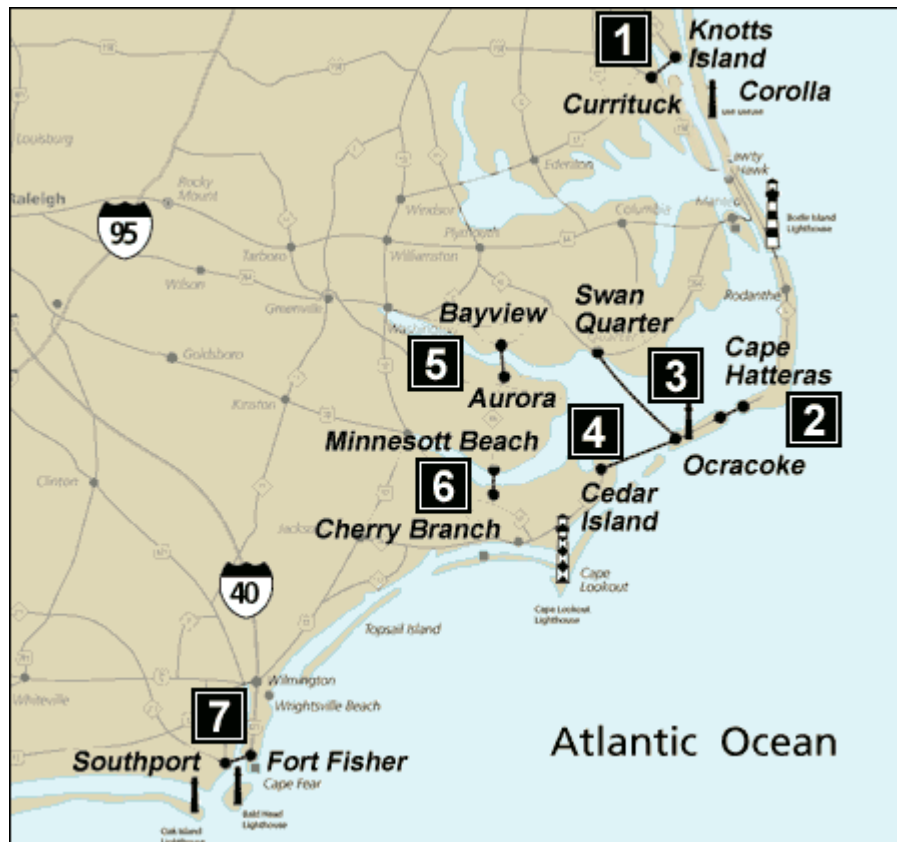 1
Knotts
Island
Currituck
Corolla
Louisburg
Edenton
Hawk
Rocky
Mount
Raleigh
95
Windsor
Columbia
Plymouth
Bodie Island
Lighthouse
Tarboro
Williamston
Wilson
Rodanthe
Greenville
Swan
Quarter
Bayview
Washington
Quarter
Cape
Hatteras
5
3
Goldsboro
Aurora
2
Kinston
Minnesott Beach
4
Ocracoke
6
Clinton
Cedar
Island
Cherry Branch
40
Cape
Lookout
Cape Lookout
Lighthouse
Topsail Island
Wilmington
Whiteville
Wrightsville Beach
7
Atlantic Ocean
Southport
Fort Fisher
Cape Fear
Bald Head
Lighthouse
Oak Island